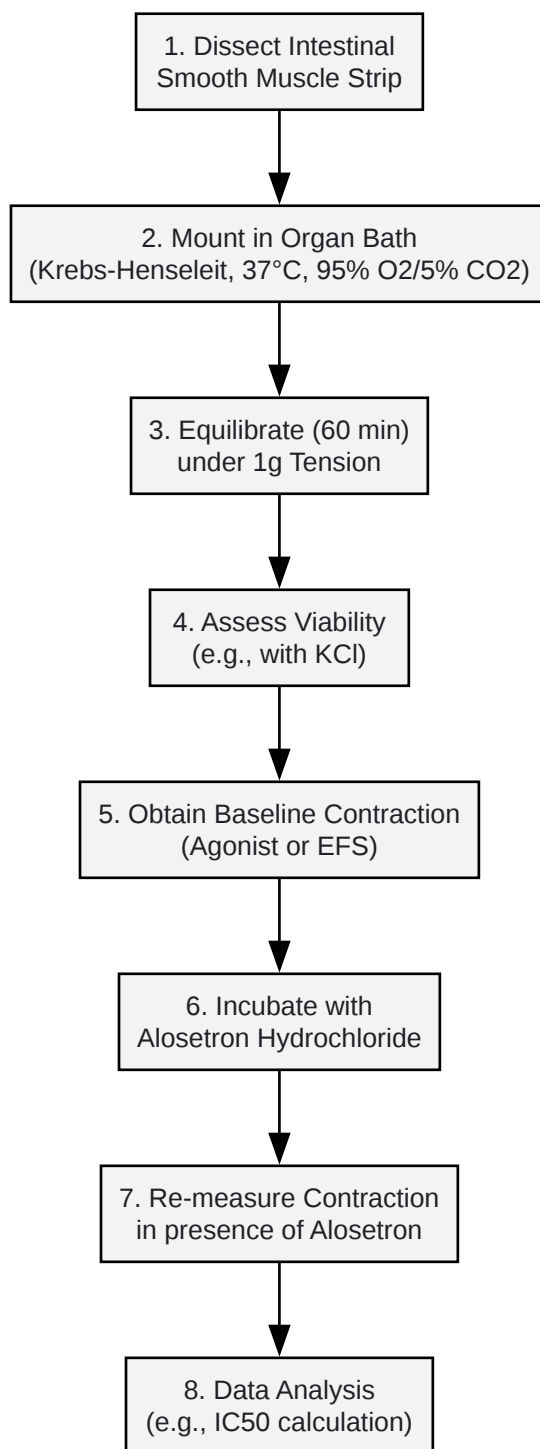 1. Dissect Intestinal
Smooth Muscle Strip
2. Mount in Organ Bath
(Krebs-Henseleit, 37°C, 95% O2/5% CO2)
3. Equilibrate (60 min)
under 1g Tension
4. Assess Viability
(e.g., with KCl)
5. Obtain Baseline Contraction
(Agonist or EFS)
6. Incubate with
Alosetron Hydrochloride
7. Re-measure Contraction
in presence of Alosetron
8. Data Analysis
(e.g., IC50 calculation)